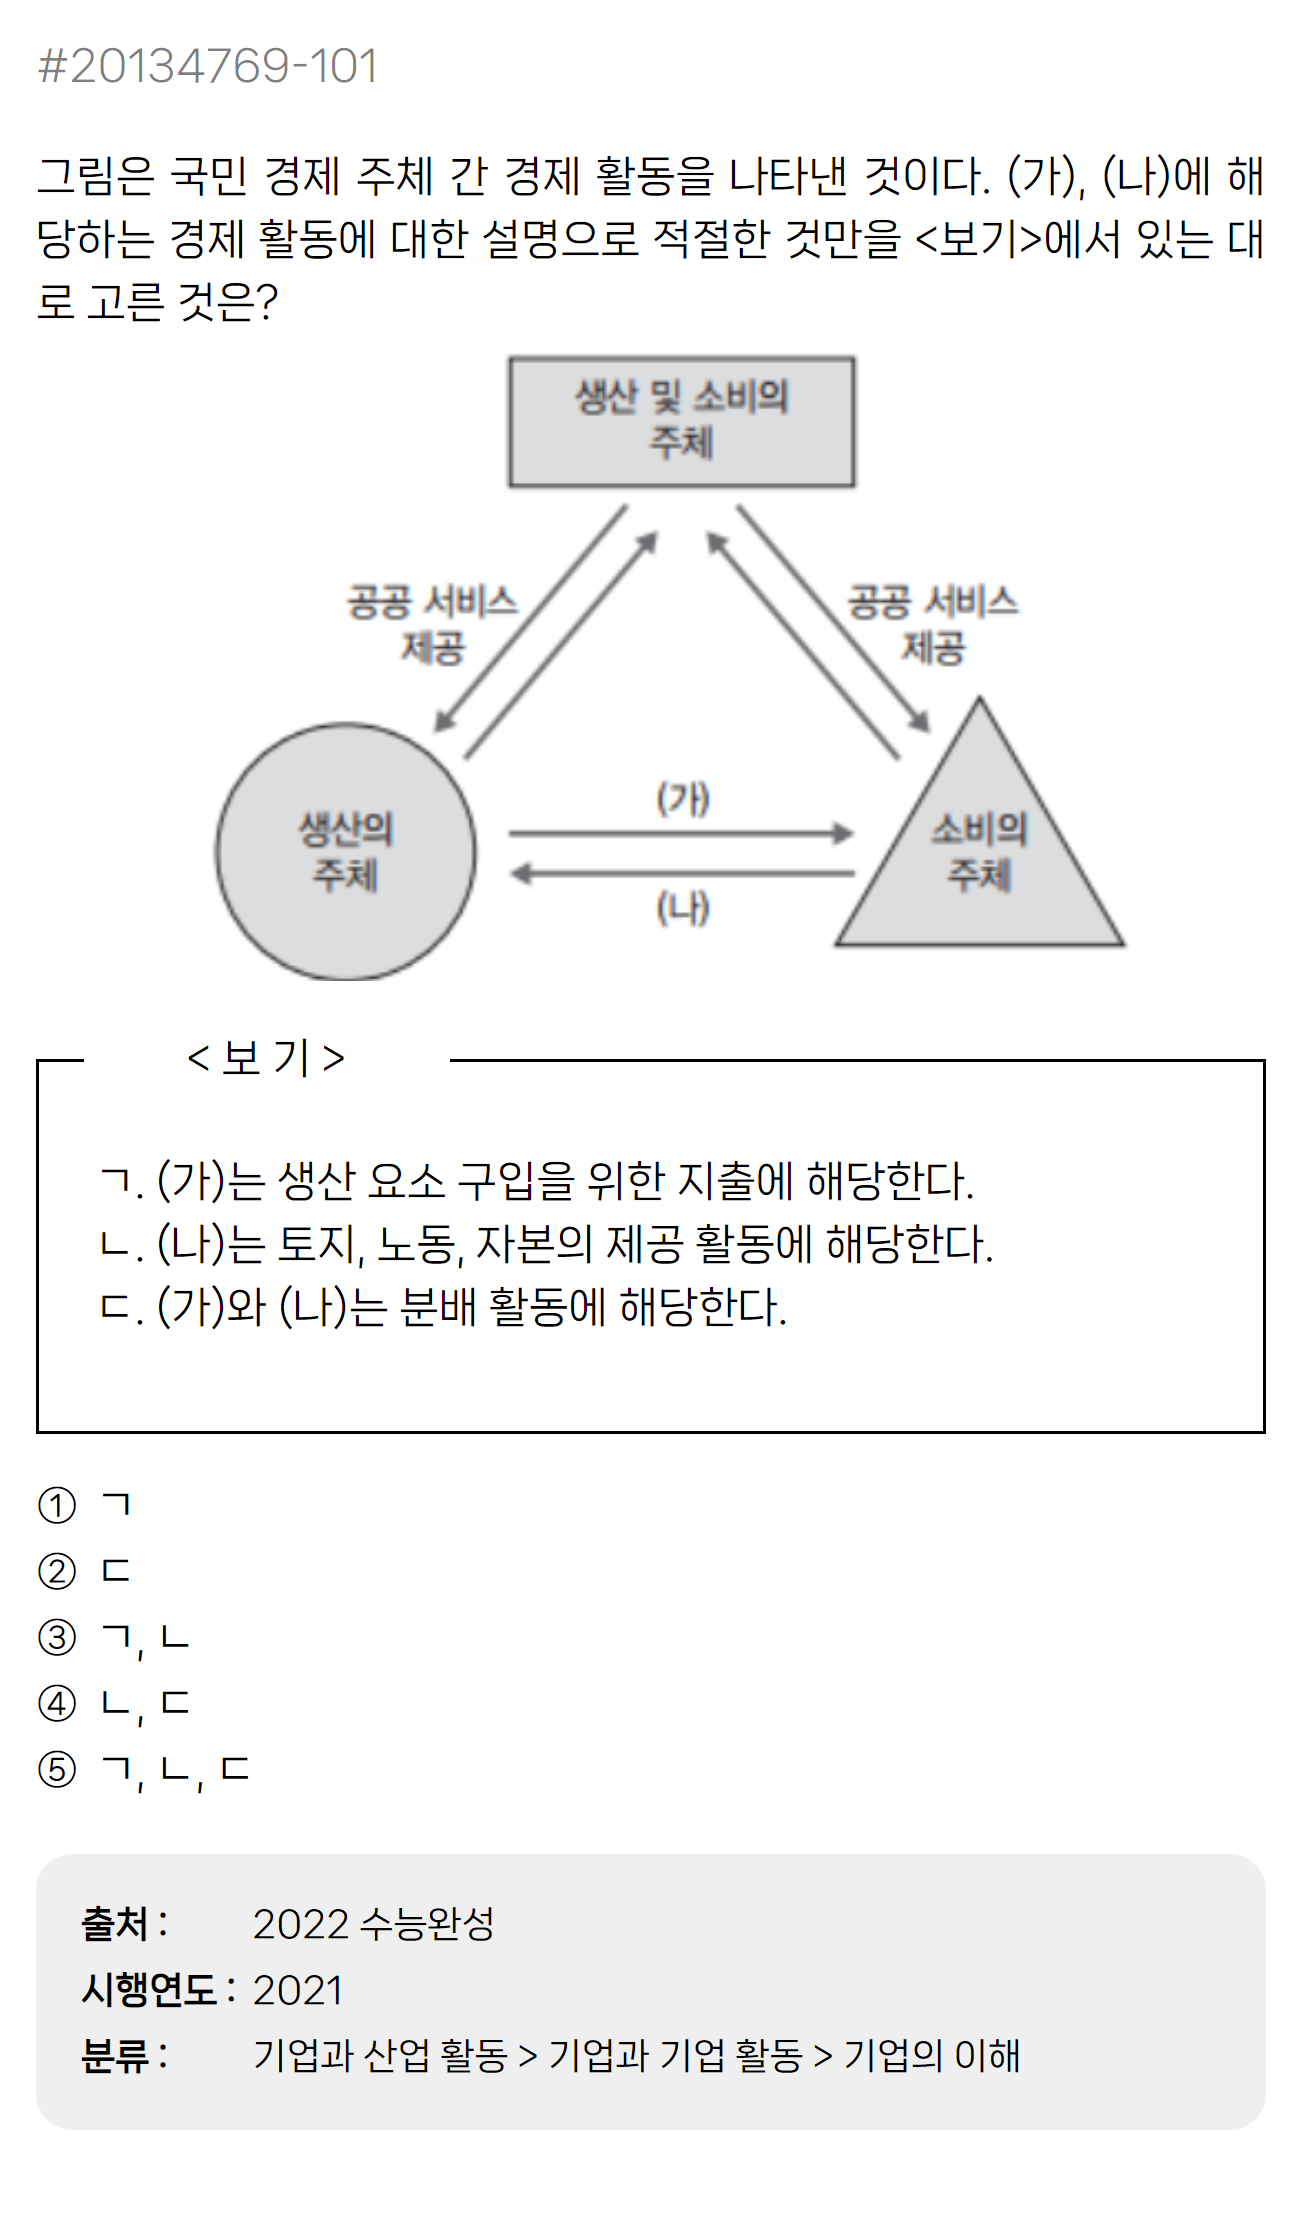 #20134769-101
그림은 국민 경제 주체 간 경제 활동을 나타낸 것이다. (가), (나)에 해
당하는 경제 활동에 대한 설명으로 적절한 것만을 <보기>에서 있는 대
로 고른 것은?
생산 및 소비의
주체
공공 서비스
제공
공공 서비스
제공
생산의
주체
(가)
(나)
소비의
주체
< 보 기 >
ㄱ. (가)는 생산 요소 구입을 위한 지출에 해당한다.
ㄴ. (나)는 토지, 노동, 자본의 제공 활동에 해당한다.
ㄷ. (가)와 (나)는 분배 활동에 해당한다.
① ㄱ
② ㄷ
③ ㄱ, ㄴ
④ ㄴ, ㄷ
⑤ ㄱ, ㄴ, ㄷ
출처 : 2022 수능완성
시행연도 : 2021
분류 : 기업과 산업 활동 > 기업과 기업 활동 > 기업의 이해